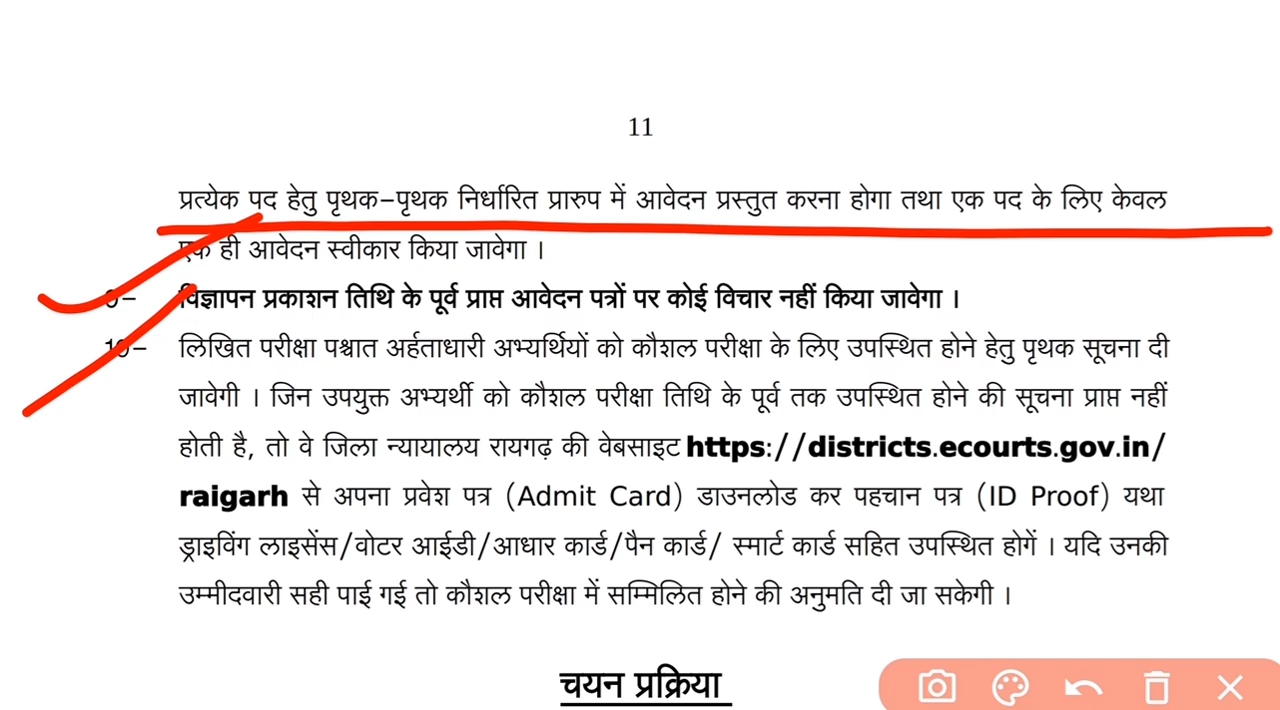 11
प्रत्येक पद हेतु पृथक–पृथक निर्धारित प्रारुप में आवेदन प्रस्तुत करना होगा तथा एक पद के लिए केवल
एक ही आवेदन स्वीकार किया जावेगा ।
9– विज्ञापन प्रकाशन तिथि के पूर्व प्राप्त आवेदन पत्रों पर कोई विचार नहीं किया जावेगा ।
10– लिखित परीक्षा पश्चात अर्हताधारी अभ्यर्थियों को कौशल परीक्षा के लिए उपस्थित होने हेतु पृथक सूचना दी
जावेगी । जिन उपयुक्त अभ्यर्थी को कौशल परीक्षा तिथि के पूर्व तक उपस्थित होने की सूचना प्राप्त नहीं
होती है, तो वे जिला न्यायालय रायगढ़ की वेबसाइट https://districts.ecourts.gov.in/
raigarh से अपना प्रवेश पत्र (Admit Card) डाउनलोड कर पहचान पत्र (ID Proof) यथा
ड्राइविंग लाइसेंस/वोटर आईडी/आधार कार्ड/पैन कार्ड/ स्मार्ट कार्ड सहित उपस्थित होगें । यदि उनकी
उम्मीदवारी सही पाई गई तो कौशल परीक्षा में सम्मिलित होने की अनुमति दी जा सकेगी ।
चयन प्रक्रिया